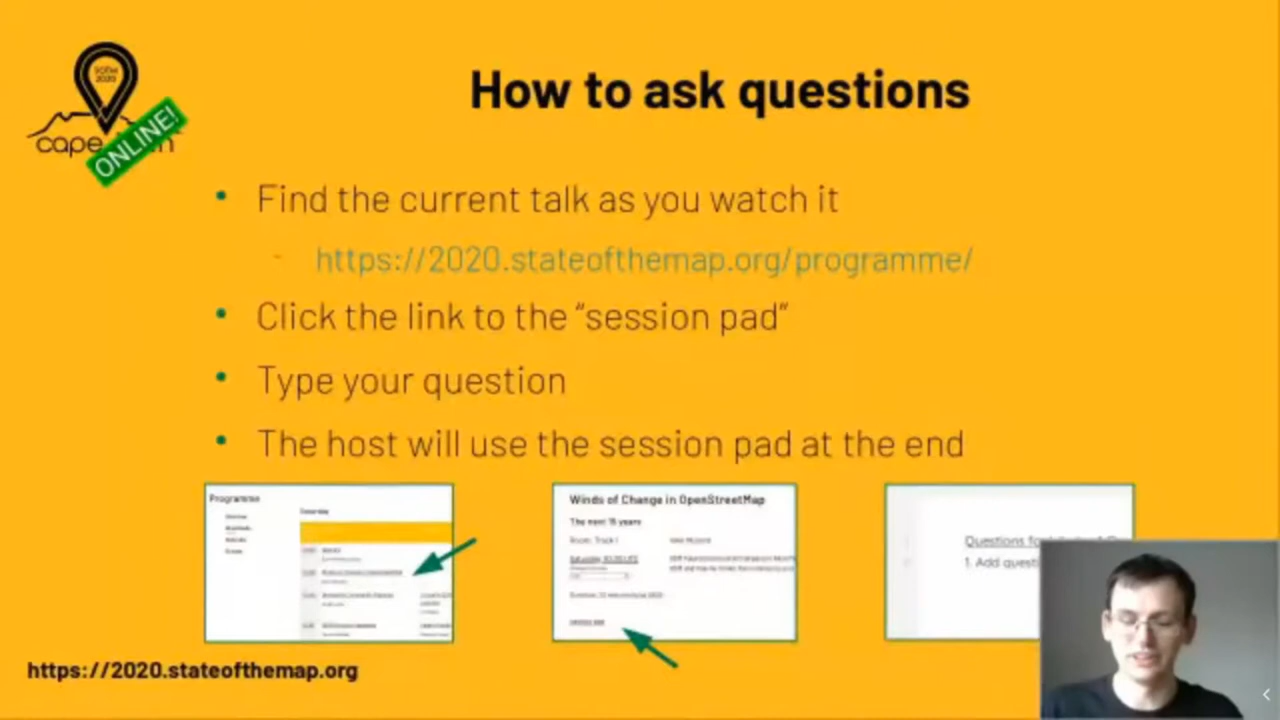 SOTM
2020
cape
ONLINE!
How to ask questions
• Find the current talk as you watch it
- https://2020.stateofthemap.org/programme/
• Click the link to the “session pad”
• Type your question
• The host will use the session pad at the end
Programme
Saturday
Winds of Change in OpenStreetMap
The next 15 years
Room: Track 1
Questions for
1. Add questi
https://2020.stateofthemap.org